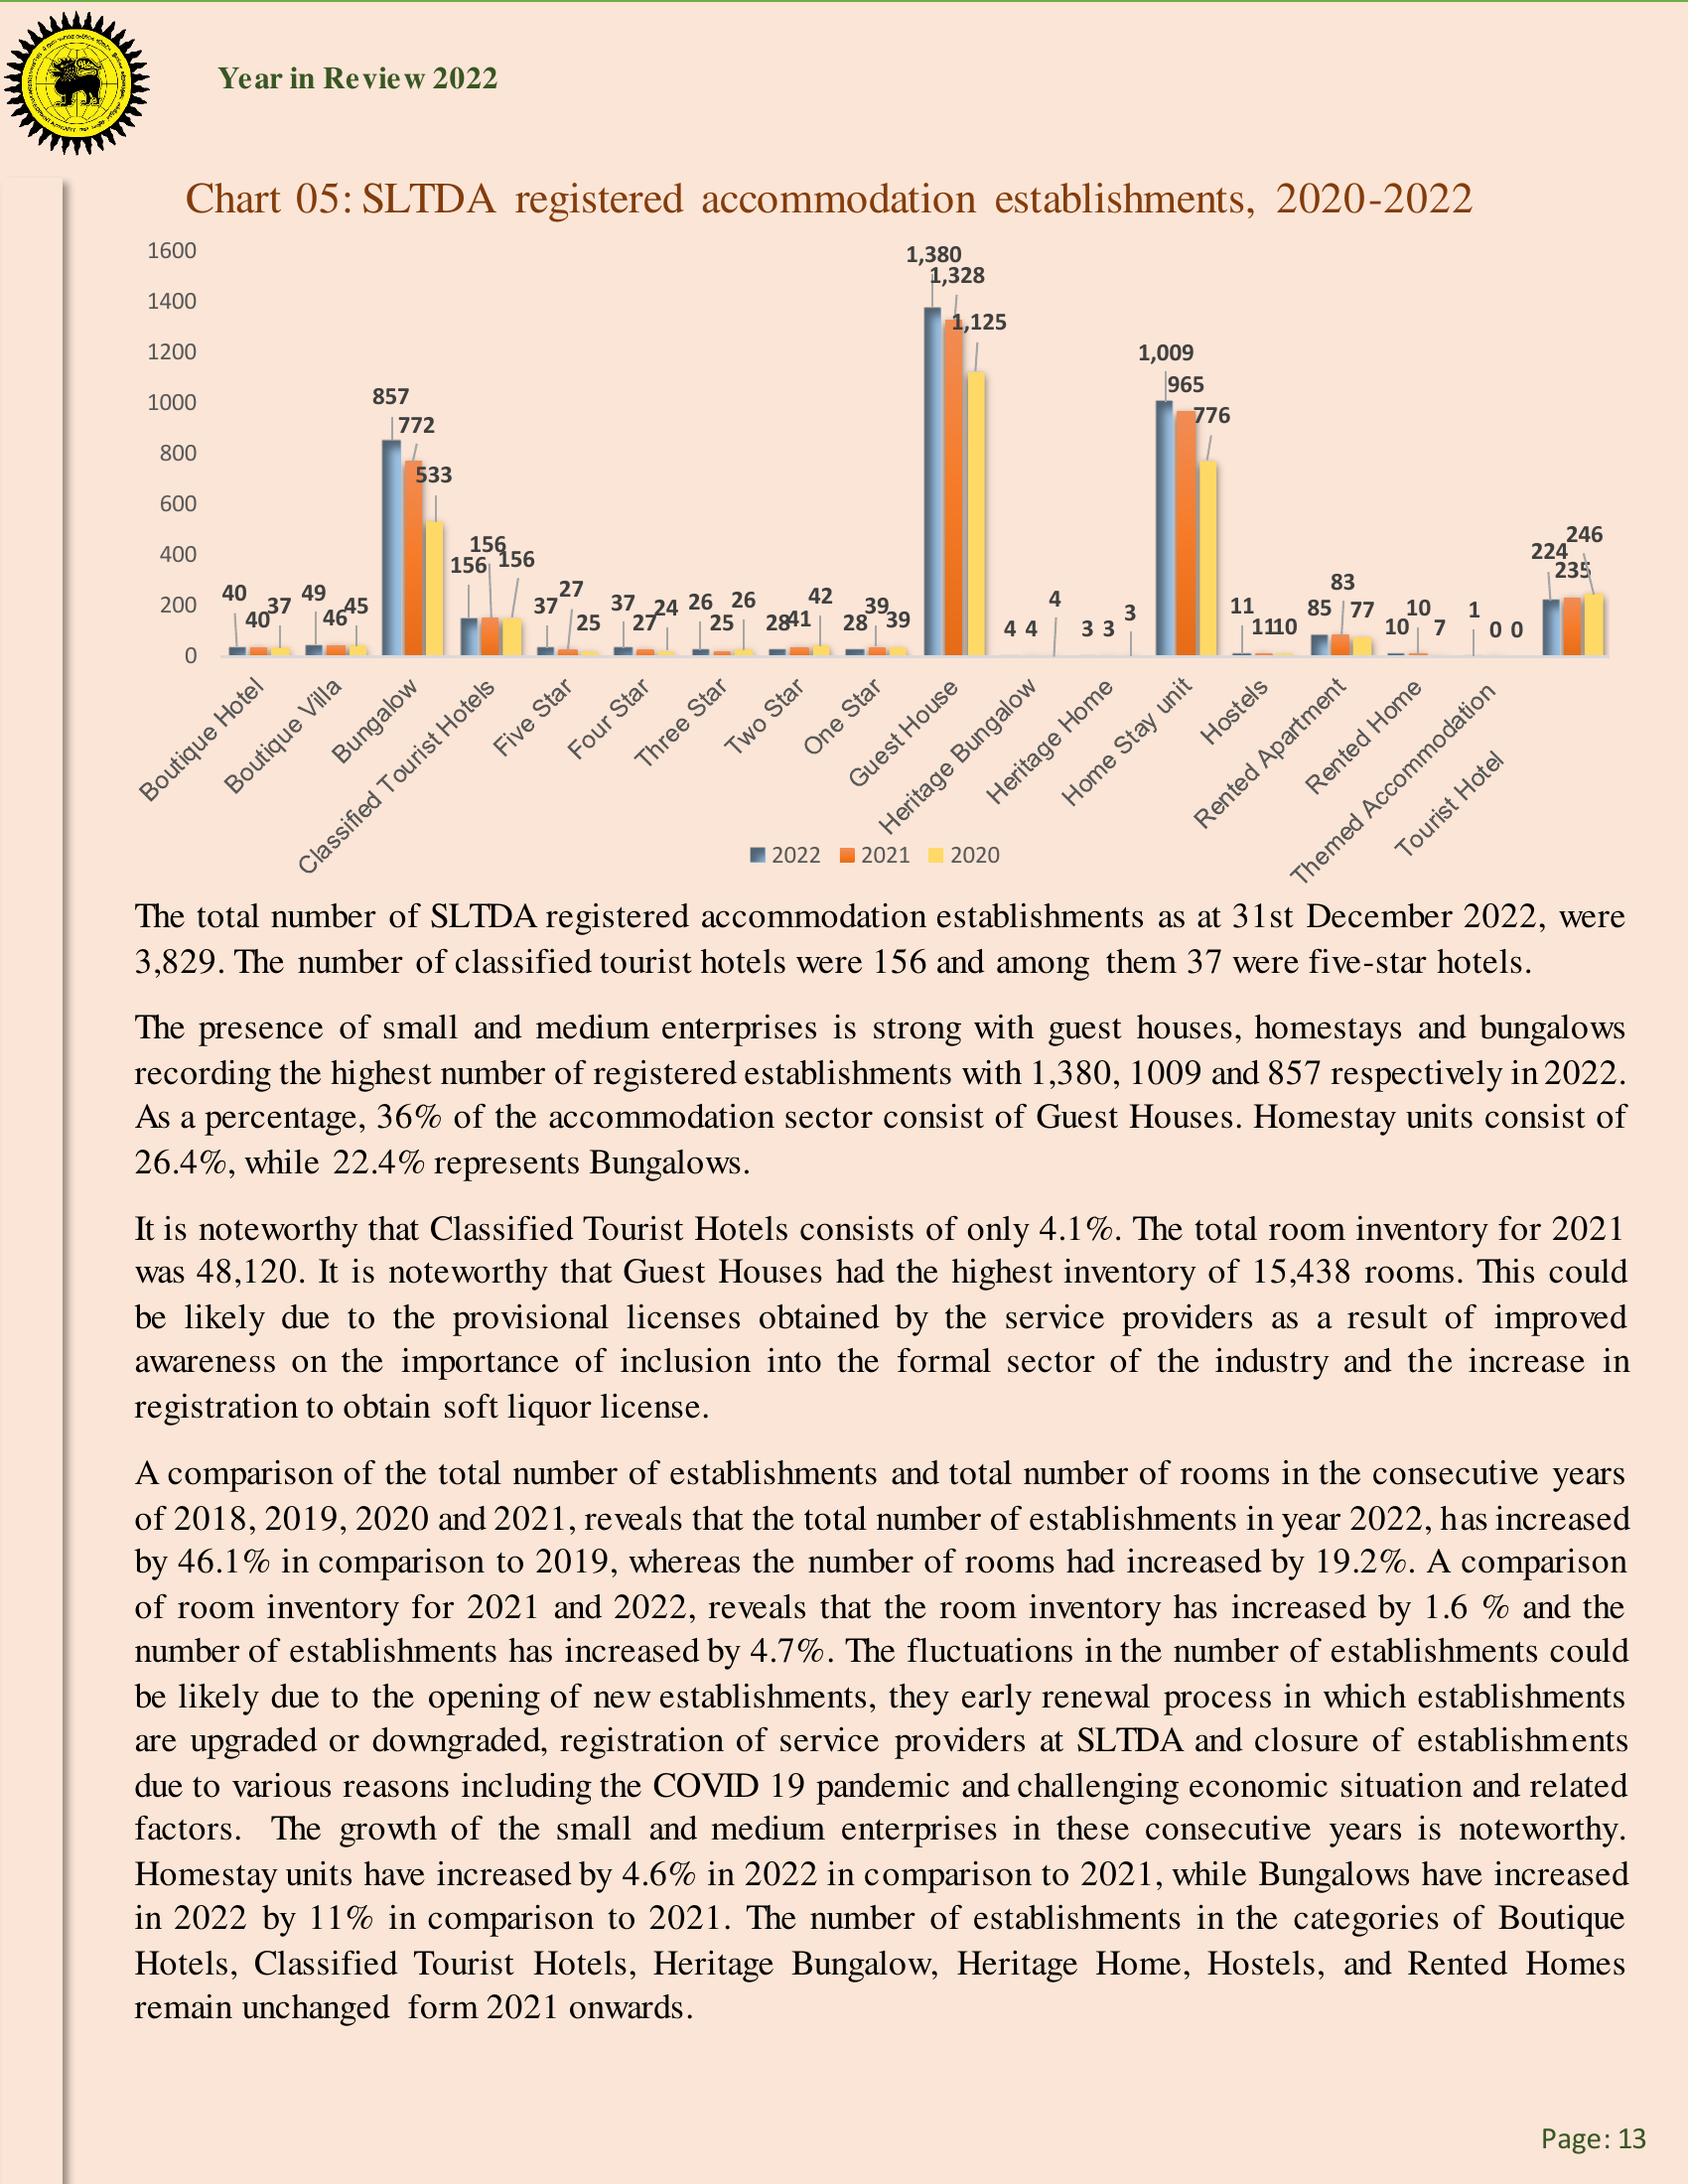 Year in Review 2022
Chart 05: SLTDA registered accommodation establishments, 2020-2022
1600
1400
1200
1000
800
600
400
200
0
40
40
37
49
46
45
857
772
533
156
156
156
37
27
25
37
27
24
26
25
26
28
41
42
28
39
39
1,380
1,328
1,125
4
4
4
3
3
3
1,009
965
776
11
11
10
85
83
77
10
10
7
1
0
0
224
235
246
Boutique Hotel
Boutique Villa
Bungalow
Classified Tourist Hotels
Five Star
Four Star
Three Star
Two Star
One Star
Guest House
Heritage Bungalow
Heritage Home
Home Stay unit
Hostels
Rented Apartment
Rented Home
Themed Accommodation
Tourist Hotel
2022 2021 2020
The total number of SLTDA registered accommodation establishments as at 31st December 2022, were
3,829. The number of classified tourist hotels were 156 and among them 37 were five-star hotels.
The presence of small and medium enterprises is strong with guest houses, homestays and bungalows
recording the highest number of registered establishments with 1,380, 1009 and 857 respectively in 2022.
As a percentage, 36% of the accommodation sector consist of Guest Houses. Homestay units consist of
26.4%, while 22.4% represents Bungalows.
It is noteworthy that Classified Tourist Hotels consists of only 4.1%. The total room inventory for 2021
was 48,120. It is noteworthy that Guest Houses had the highest inventory of 15,438 rooms. This could
be likely due to the provisional licenses obtained by the service providers as a result of improved
awareness on the importance of inclusion into the formal sector of the industry and the increase in
registration to obtain soft liquor license.
A comparison of the total number of establishments and total number of rooms in the consecutive years
of 2018, 2019, 2020 and 2021, reveals that the total number of establishments in year 2022, has increased
by 46.1% in comparison to 2019, whereas the number of rooms had increased by 19.2%. A comparison
of room inventory for 2021 and 2022, reveals that the room inventory has increased by 1.6 % and the
number of establishments has increased by 4.7%. The fluctuations in the number of establishments could
be likely due to the opening of new establishments, they early renewal process in which establishments
are upgraded or downgraded, registration of service providers at SLTDA and closure of establishments
due to various reasons including the COVID 19 pandemic and challenging economic situation and related
factors. The growth of the small and medium enterprises in these consecutive years is noteworthy.
Homestay units have increased by 4.6% in 2022 in comparison to 2021, while Bungalows have increased
in 2022 by 11% in comparison to 2021. The number of establishments in the categories of Boutique
Hotels, Classified Tourist Hotels, Heritage Bungalow, Heritage Home, Hostels, and Rented Homes
remain unchanged form 2021 onwards.
Page: 13